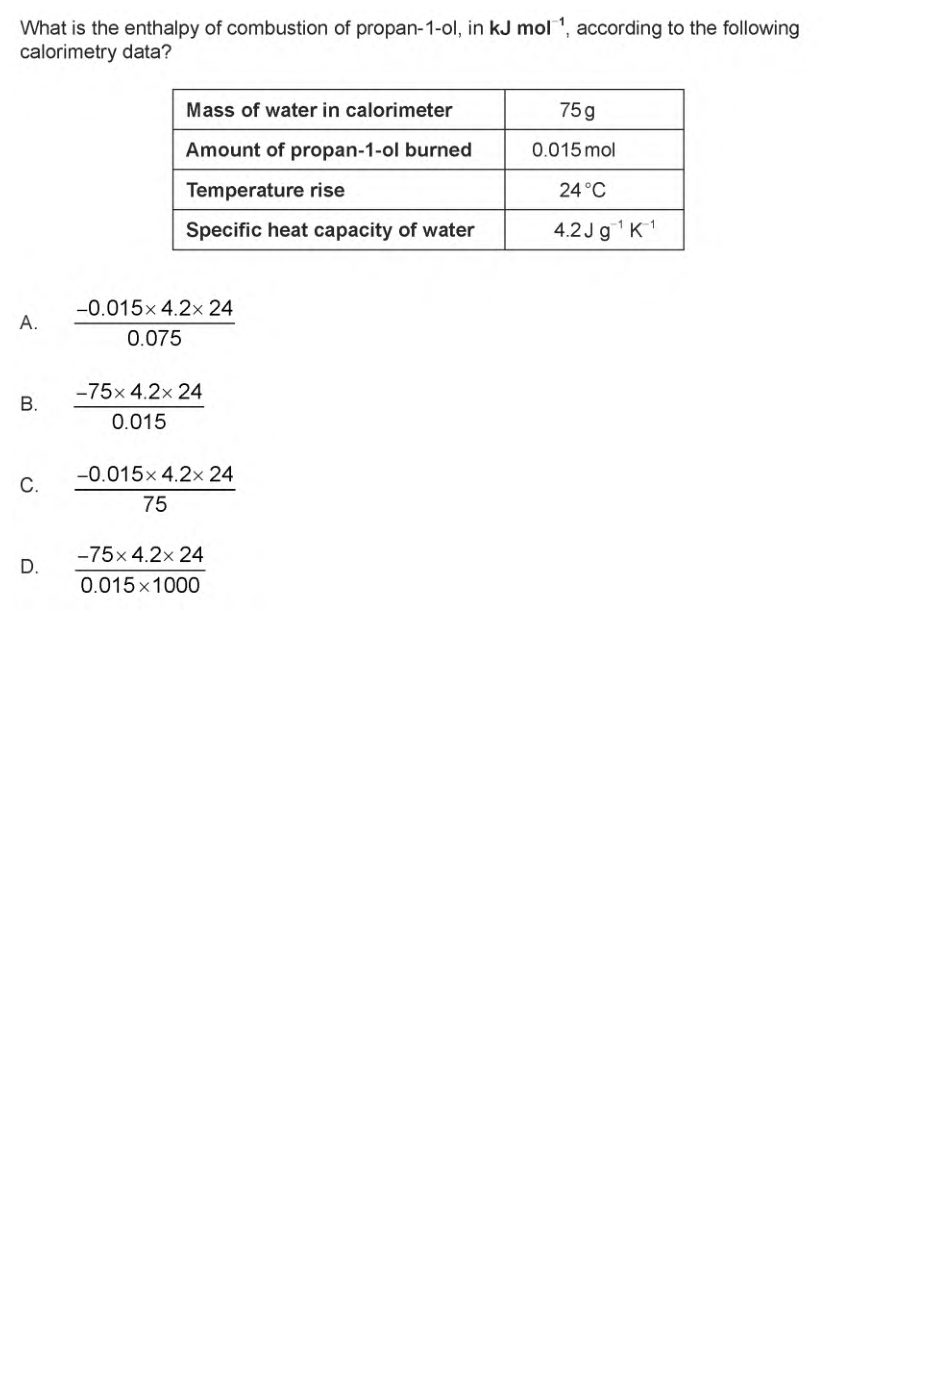 What is the enthalpy of combustion of propan-1-ol, in kJ mol⁻¹, according to the following
calorimetry data?
Mass of water in calorimeter 75 g
Amount of propan-1-ol burned 0.015 mol
Temperature rise 24 °C
Specific heat capacity of water 4.2 J g⁻¹ K⁻¹
A.
−0.015× 4.2× 24
0.075
B.
−75× 4.2× 24
0.015
C.
−0.015× 4.2× 24
75
D.
−75× 4.2× 24
0.015×1000